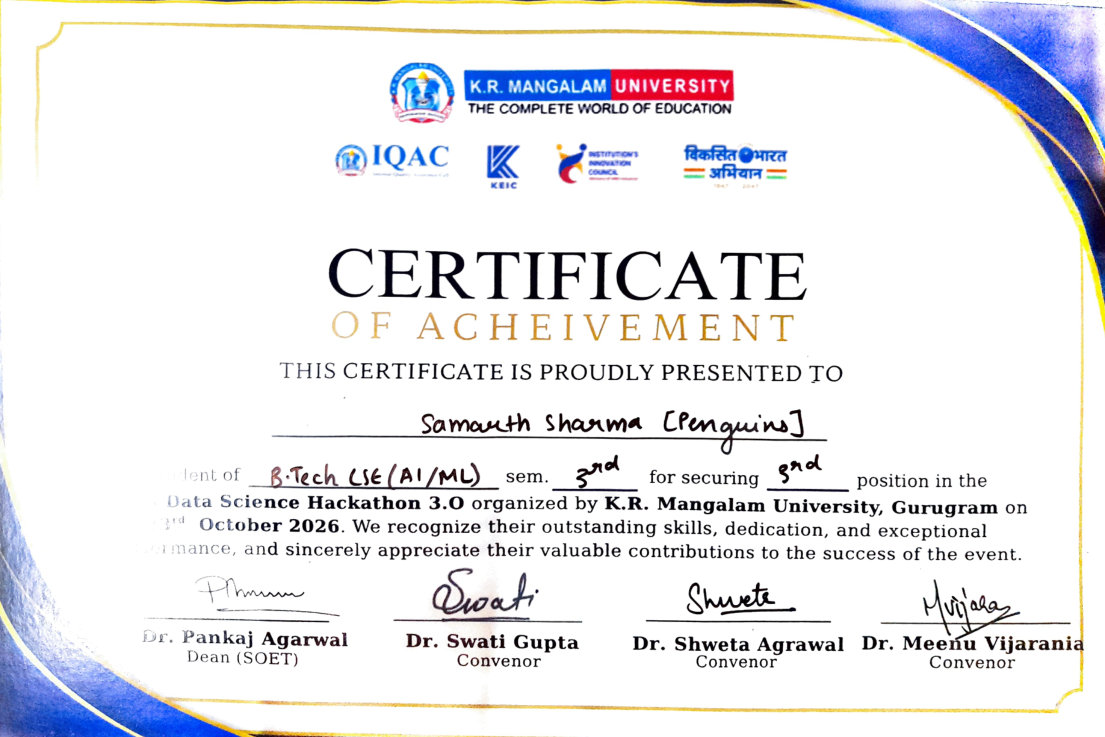 K.R. MANGALAM UNIVERSITY
THE COMPLETE WORLD OF EDUCATION
IQAC
KEIC
INSTITUTION'S
INNOVATION
COUNCIL
विकसित भारत
अभियान
CERTIFICATE
OF ACHEIVEMENT
THIS CERTIFICATE IS PROUDLY PRESENTED TO
Samarth Sharma [Penguins]
dent of B.Tech CSE (AI/ML) sem. 3rd for securing 3rd position in the
Data Science Hackathon 3.O organized by K.R. Mangalam University, Gurugram on
October 2026. We recognize their outstanding skills, dedication, and exceptional
mance, and sincerely appreciate their valuable contributions to the success of the event.
Swati
Shweta
MVijara
Dr. Pankaj Agarwal
Dr. Swati Gupta
Dr. Shweta Agrawal
Dr. Meenu Vijarania
Dean (SOET)
Convenor
Convenor
Convenor